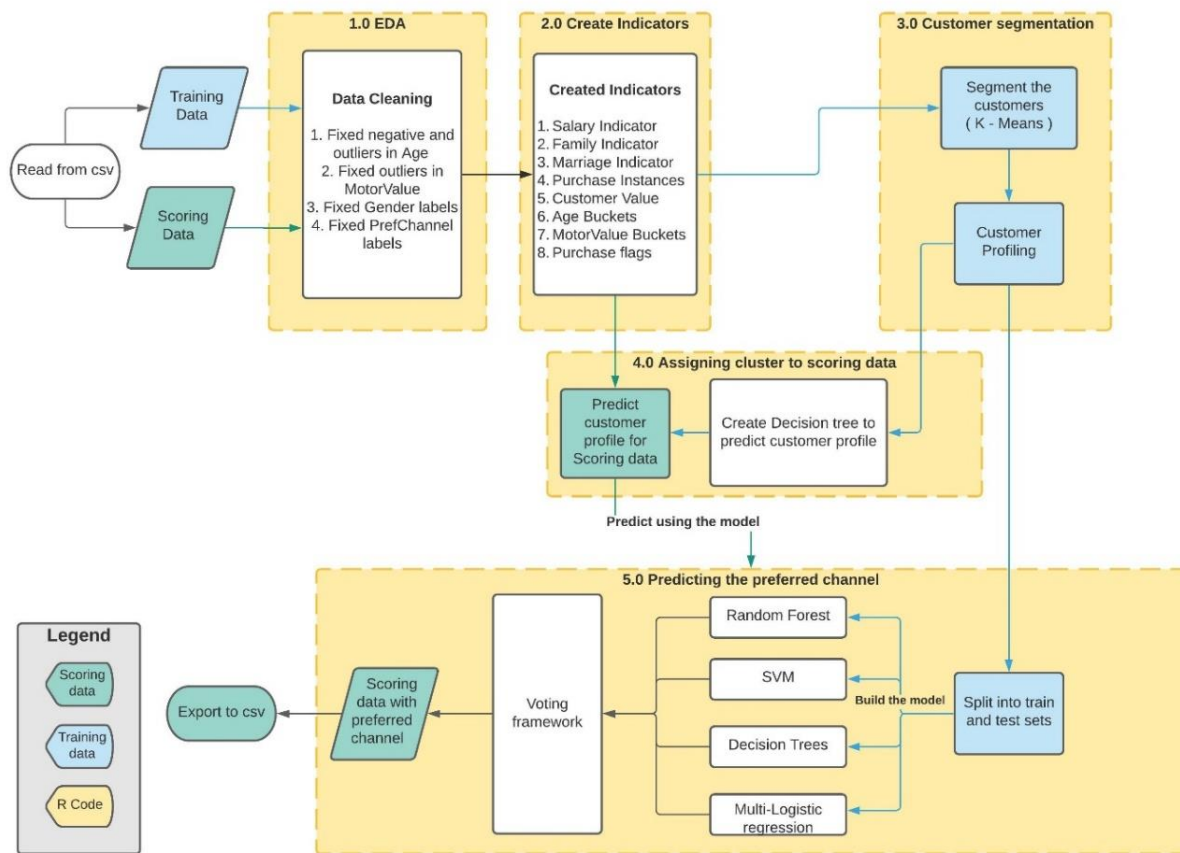 1.0 EDA
2.0 Create Indicators
3.0 Customer segmentation
Read from csv
Training
Data
Scoring
Data
Data Cleaning
1. Fixed negative and
outliers in Age
2. Fixed outliers in
MotorValue
3. Fixed Gender labels
4. Fixed PrefChannel
labels
Created Indicators
1. Salary Indicator
2. Family Indicator
3. Marriage Indicator
4. Purchase Instances
5. Customer Value
6. Age Buckets
7. MotorValue Buckets
8. Purchase flags
Segment the
customers
( K - Means )
Customer
Profiling
4.0 Assigning cluster to scoring data
Predict
customer
profile for
Scoring data
Create Decision tree to
predict customer profile
Predict using the model
5.0 Predicting the preferred channel
Random Forest
SVM
Decision Trees
Multi-Logistic
regression
Build the model
Split into train
and test sets
Voting
framework
Scoring
data with
preferred
channel
Export to csv
Legend
Scoring
data
Training
data
R Code